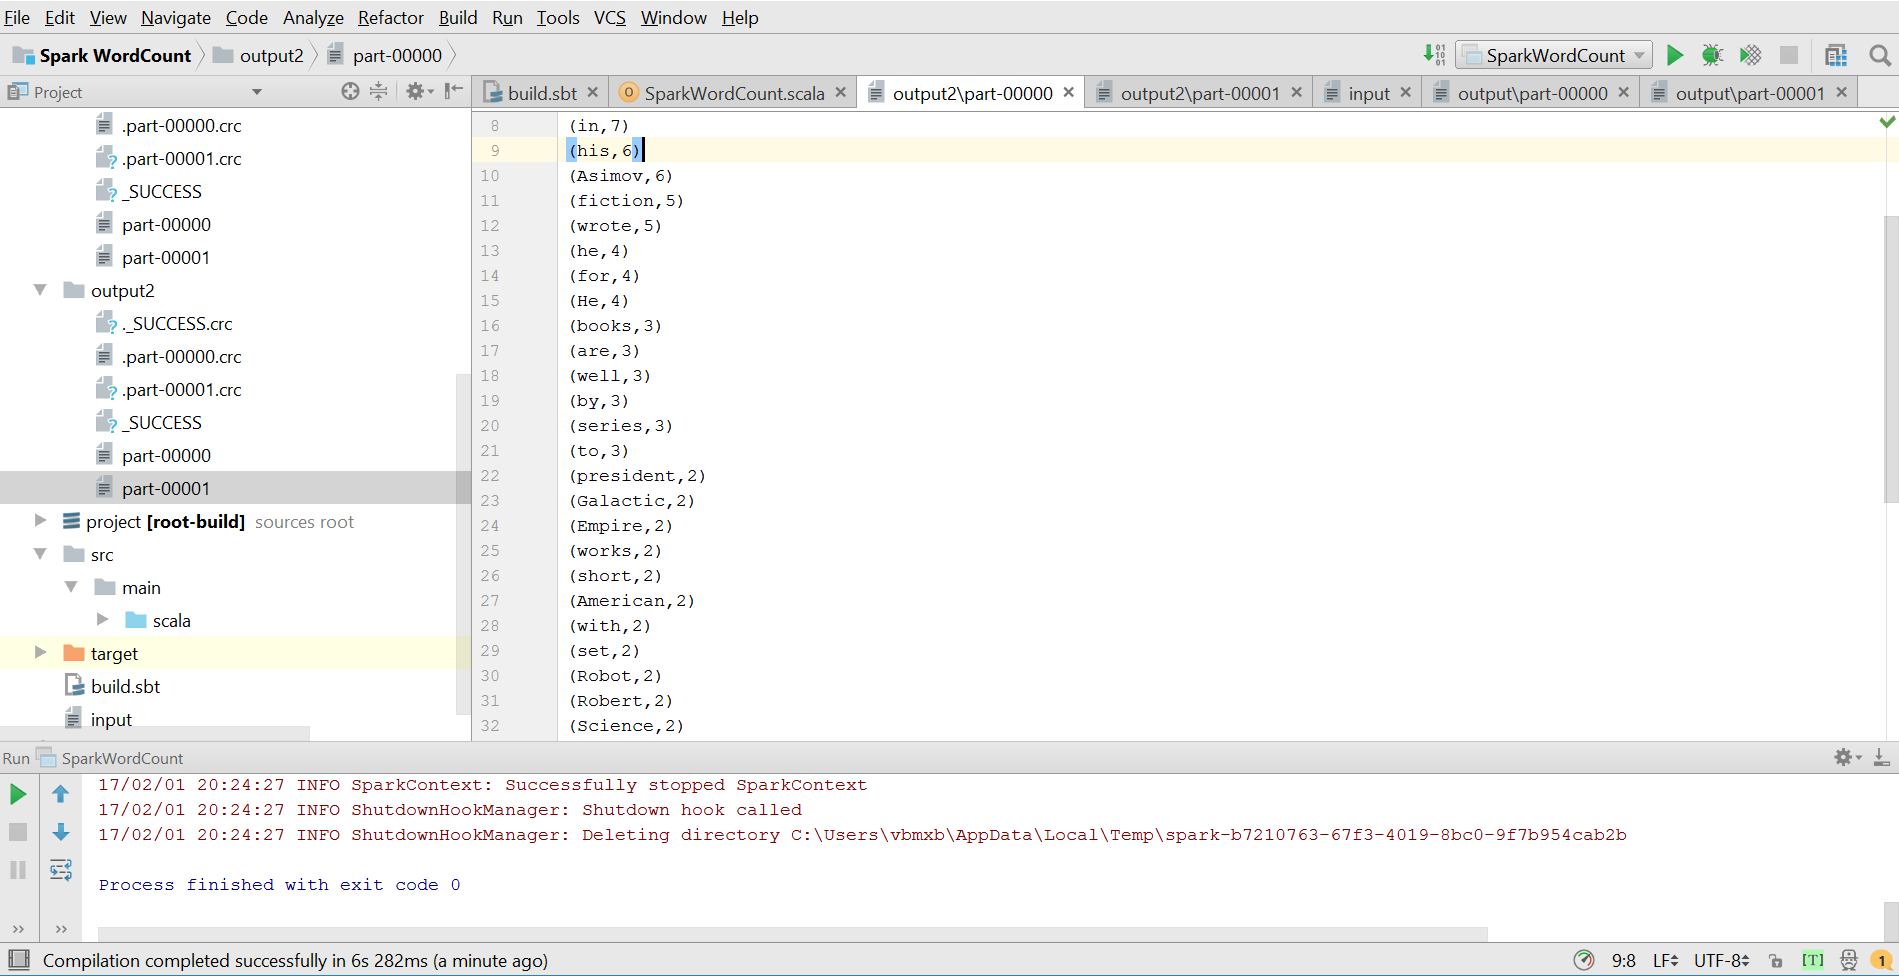 File Edit View Navigate Code Analyze Refactor Build Run Tools VCS Window Help
Spark WordCount output2 part-00000 SparkWordCount
Project
build.sbt SparkWordCount.scala output2\part-00000 output2\part-00001 input output\part-00000 output\part-00001
.part-00000.crc
.part-00001.crc
_SUCCESS
part-00000
part-00001
output2
._SUCCESS.crc
.part-00000.crc
.part-00001.crc
_SUCCESS
part-00000
part-00001
project [root-build] sources root
src
main
scala
target
build.sbt
input
8 (in,7)
9 (his,6)
10 (Asimov,6)
11 (fiction,5)
12 (wrote,5)
13 (he,4)
14 (for,4)
15 (He,4)
16 (books,3)
17 (are,3)
18 (well,3)
19 (by,3)
20 (series,3)
21 (to,3)
22 (president,2)
23 (Galactic,2)
24 (Empire,2)
25 (works,2)
26 (short,2)
27 (American,2)
28 (with,2)
29 (set,2)
30 (Robot,2)
31 (Robert,2)
32 (Science,2)
Run SparkWordCount
17/02/01 20:24:27 INFO SparkContext: Successfully stopped SparkContext
17/02/01 20:24:27 INFO ShutdownHookManager: Shutdown hook called
17/02/01 20:24:27 INFO ShutdownHookManager: Deleting directory C:\Users\vbmxb\AppData\Local\Temp\spark-b7210763-67f3-4019-8bc0-9f7b954cab2b
Process finished with exit code 0
Compilation completed successfully in 6s 282ms (a minute ago) 9:8 LF UTF-8 [T] 1